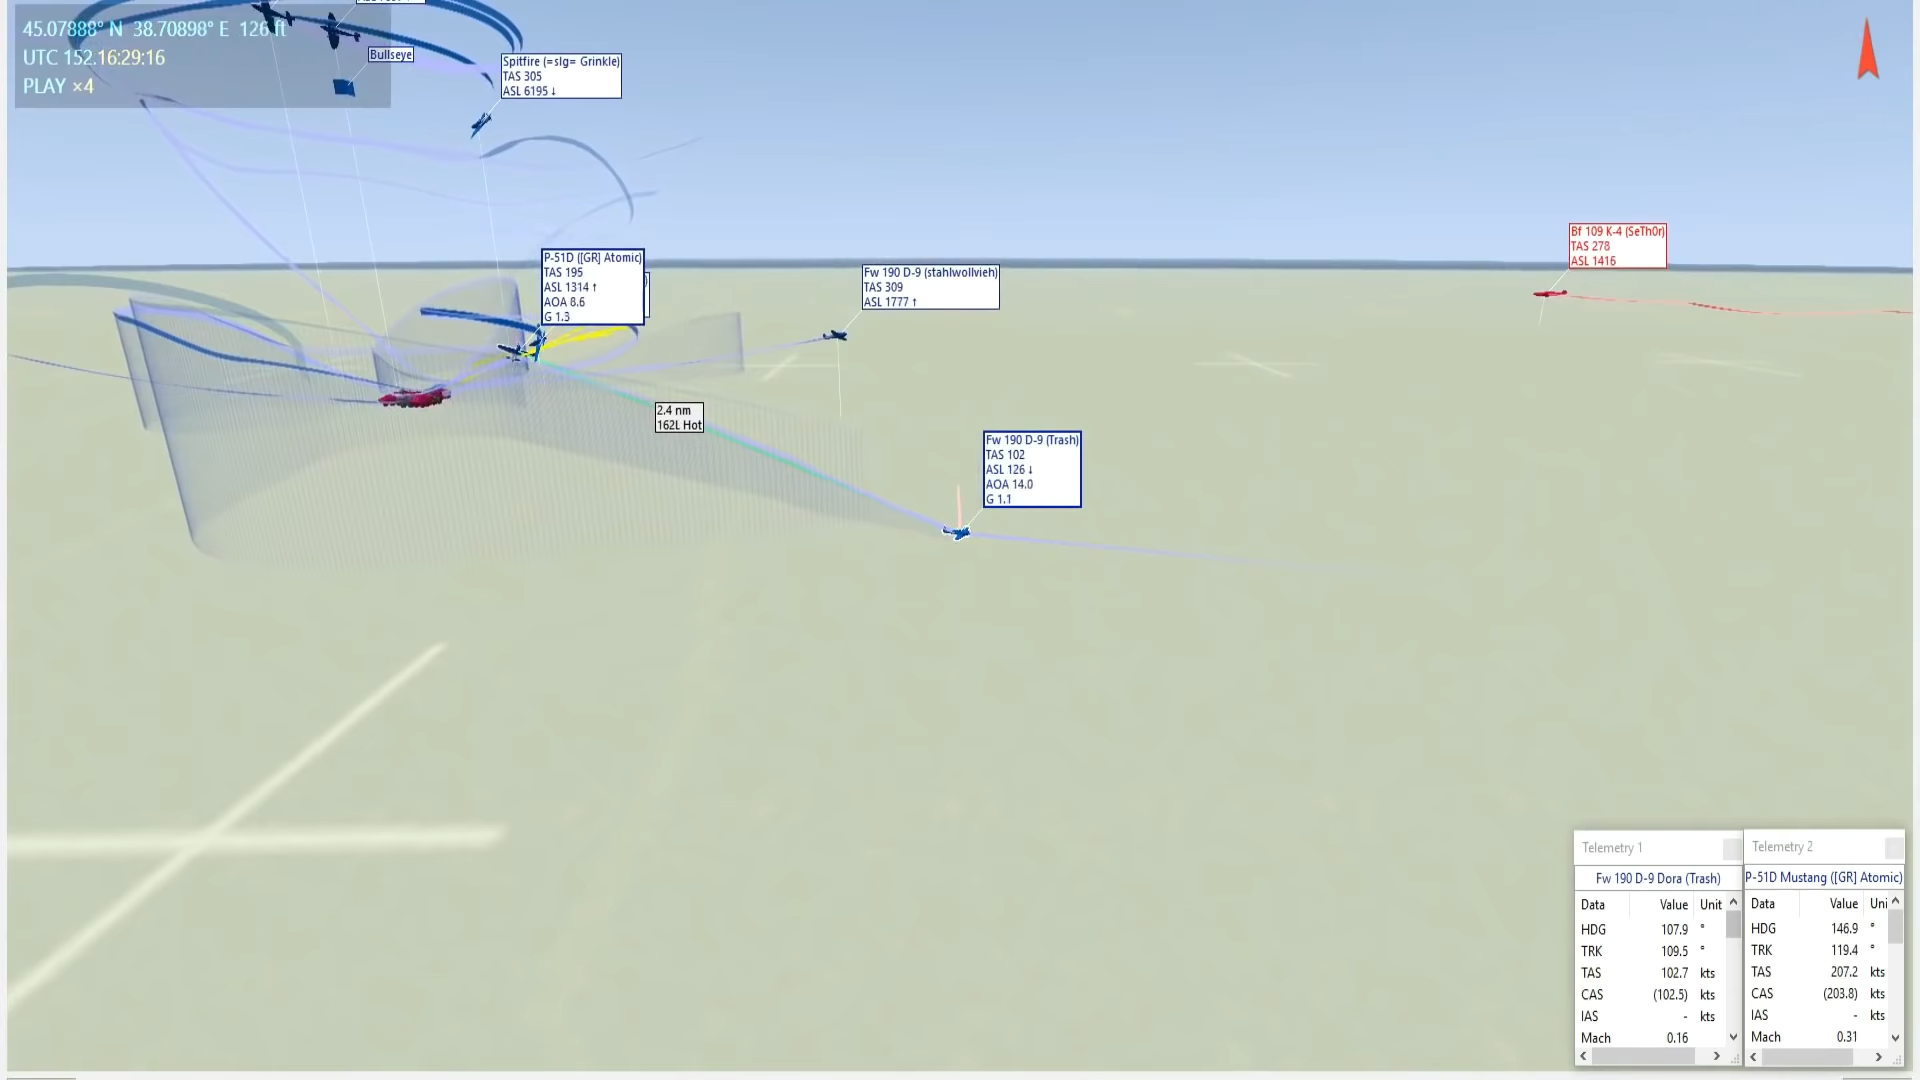 45.07888° N 38.70898° E 126 ft
UTC 152.16:29:16
PLAY ×4
Bullseye
Spitfire (=slg= Grinkle)
TAS 305
ASL 6195 ↓
P-51D ([GR] Atomic)
TAS 195
ASL 1314 ↑
AOA 8.6
G 1.3
Fw 190 D-9 (stahlwollvieh)
TAS 309
ASL 1777 ↑
Bf 109 K-4 (SeTh0r)
TAS 278
ASL 1416
2.4 nm
162L Hot
Fw 190 D-9 (Trash)
TAS 102
ASL 126 ↓
AOA 14.0
G 1.1
Telemetry 1
Fw 190 D-9 Dora (Trash)
Data Value Unit
HDG 107.9 °
TRK 109.5 °
TAS 102.7 kts
CAS (102.5) kts
IAS - kts
Mach 0.16
Telemetry 2
P-51D Mustang ([GR] Atomic)
Data Value Uni
HDG 146.9 °
TRK 119.4 °
TAS 207.2 kts
CAS (203.8) kts
IAS - kts
Mach 0.31